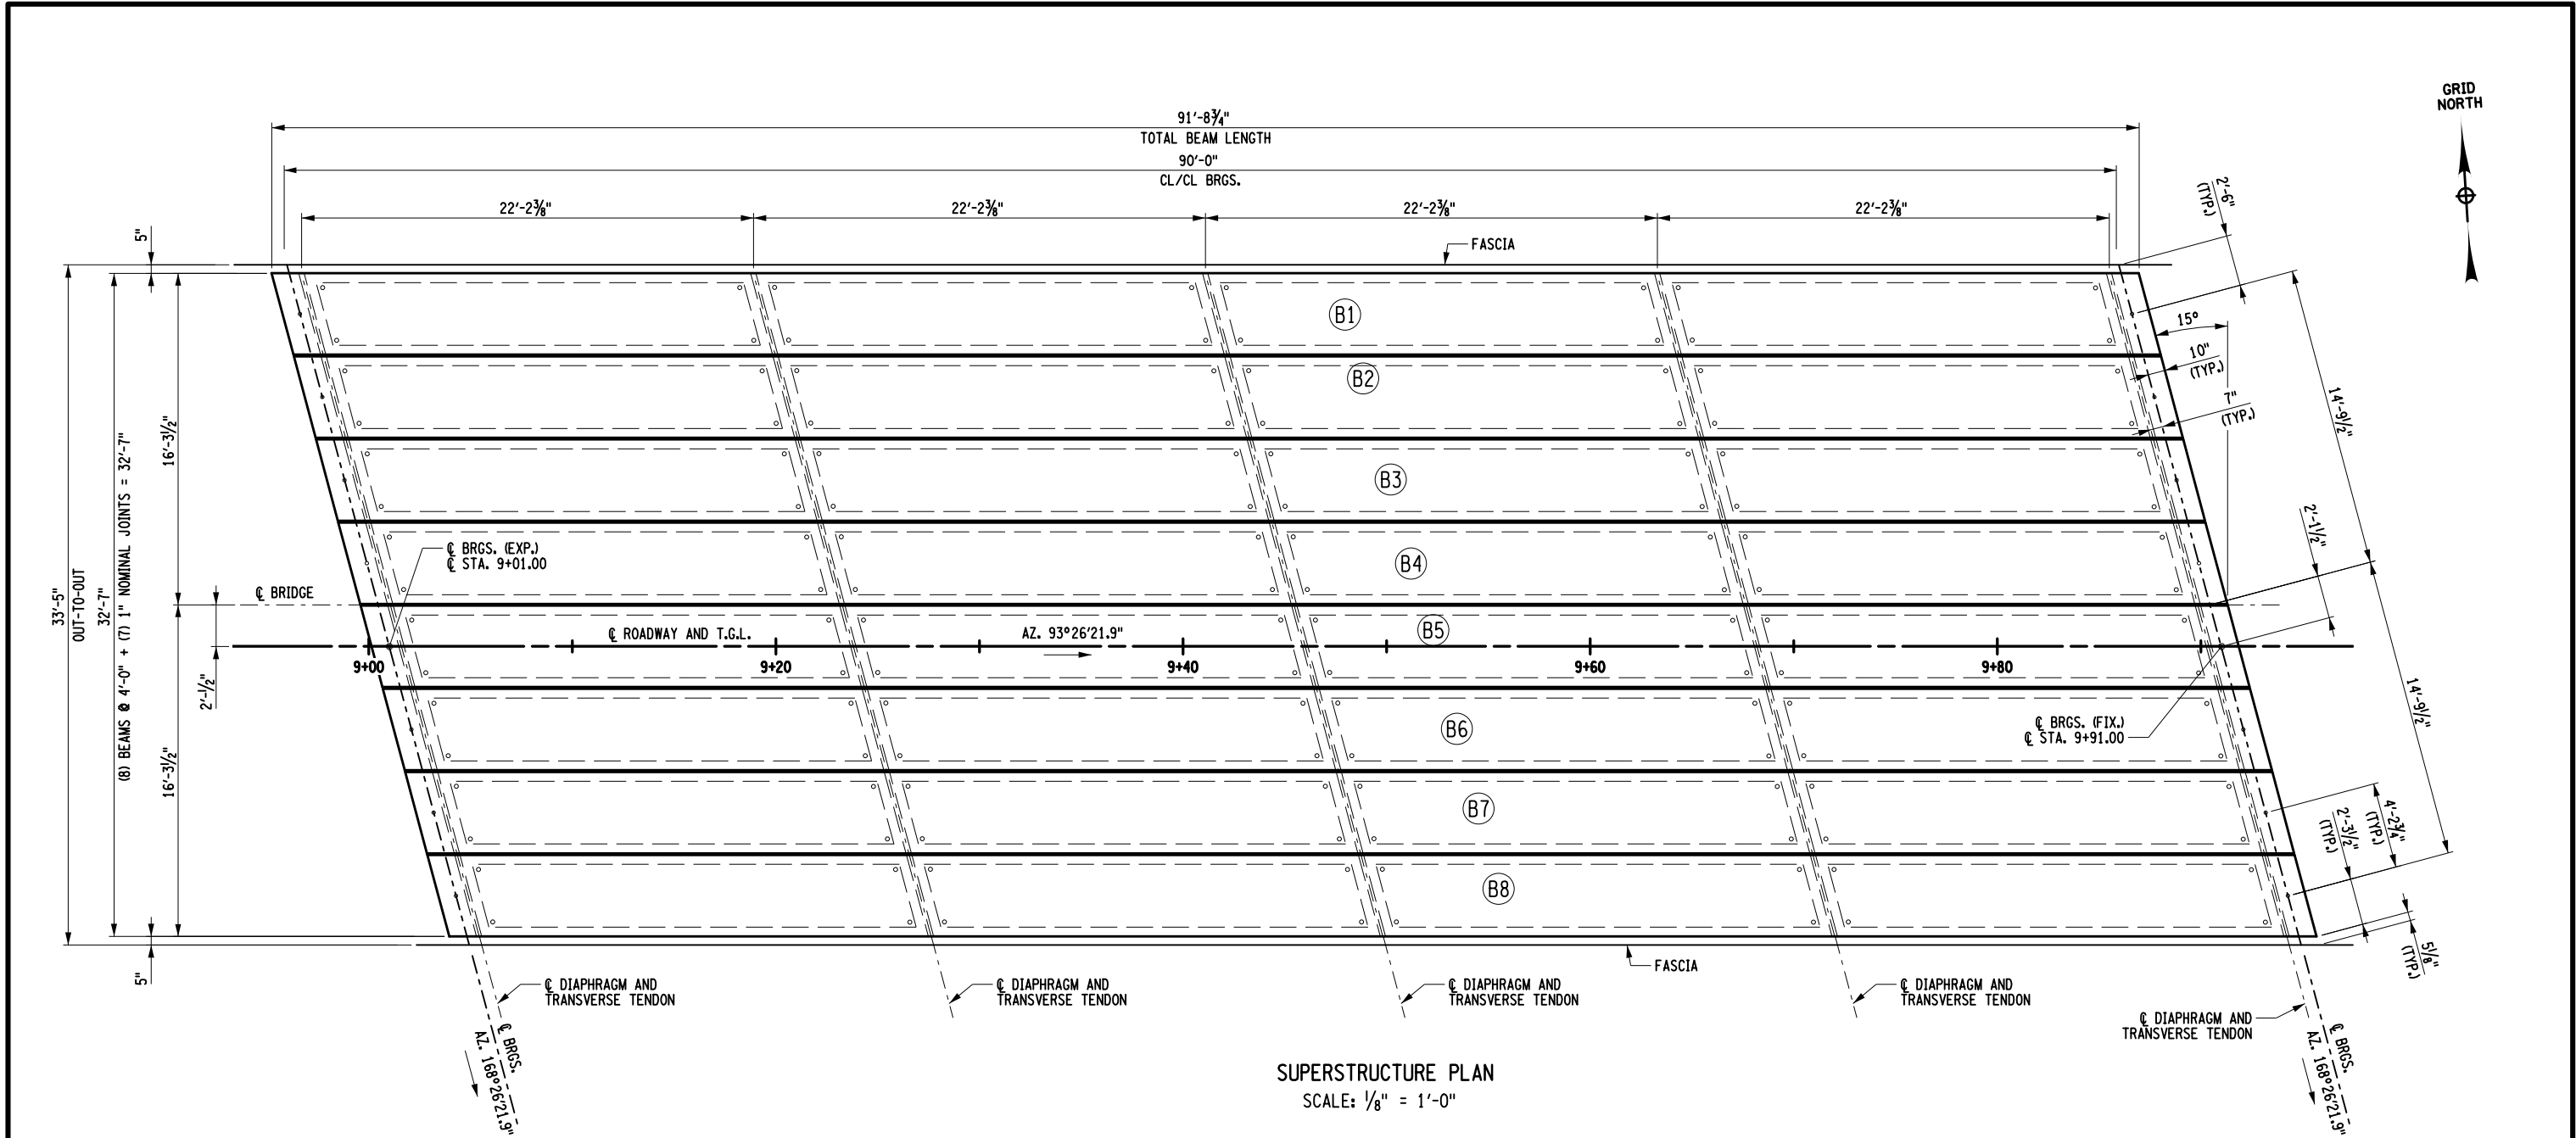 GRID
NORTH
91'-8¾"
TOTAL BEAM LENGTH
90'-0"
CL/CL BRGS.
22'-2⅜"
22'-2⅜"
22'-2⅜"
22'-2⅜"
2'-6"
(TYP.)
5"
FASCIA
15°
10"
(TYP.)
7"
(TYP.)
14'-9½"
B1
B2
B3
B4
B5
B6
B7
B8
33'-5"
OUT-TO-OUT
32'-7"
(8) BEAMS @ 4'-0" + (7) 1" NOMINAL JOINTS = 32'-7"
16'-3½"
16'-3½"
2'-½"
℄ BRIDGE
℄ BRGS. (EXP.)
℄ STA. 9+01.00
℄ ROADWAY AND T.G.L.
AZ. 93°26'21.9"
9+00
9+20
9+40
9+60
9+80
2'-1½"
14'-9½"
℄ BRGS. (FIX.)
℄ STA. 9+91.00
4'-2¾"
(TYP.)
2'-3½"
(TYP.)
5⅛"
(TYP.)
5"
FASCIA
℄ DIAPHRAGM AND
TRANSVERSE TENDON
℄ DIAPHRAGM AND
TRANSVERSE TENDON
℄ DIAPHRAGM AND
TRANSVERSE TENDON
℄ DIAPHRAGM AND
TRANSVERSE TENDON
℄ DIAPHRAGM AND
TRANSVERSE TENDON
℄ BRGS.
AZ. 168°26'21.9"
℄ BRGS.
AZ. 168°26'21.9"
SUPERSTRUCTURE PLAN
SCALE: ⅛" = 1'-0"